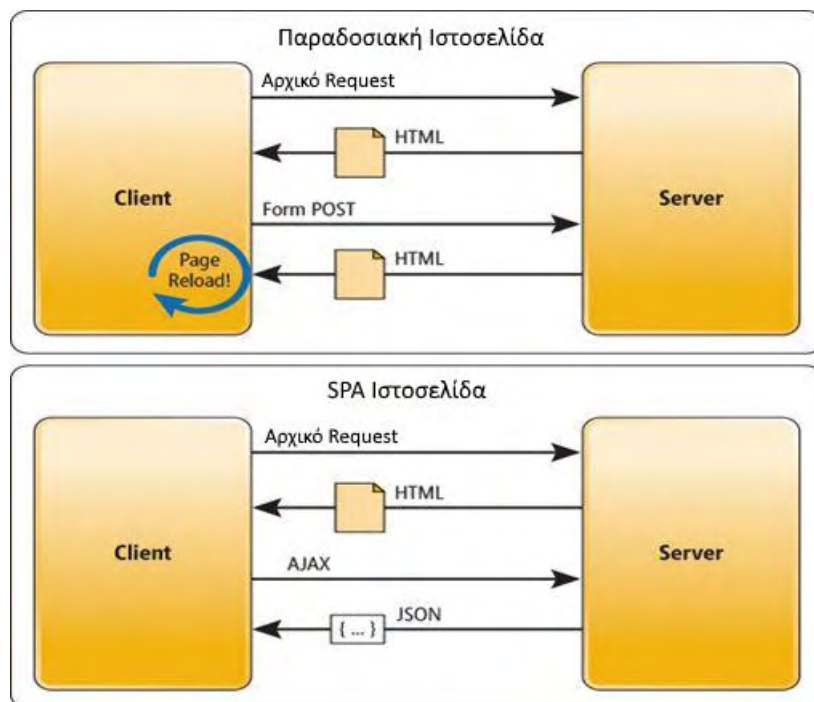 Παραδοσιακή Ιστοσελίδα
Αρχικό Request
HTML
Client
Server
Form POST
Page
Reload!
HTML
SPA Ιστοσελίδα
Αρχικό Request
HTML
Client
Server
AJAX
JSON
{ ... }